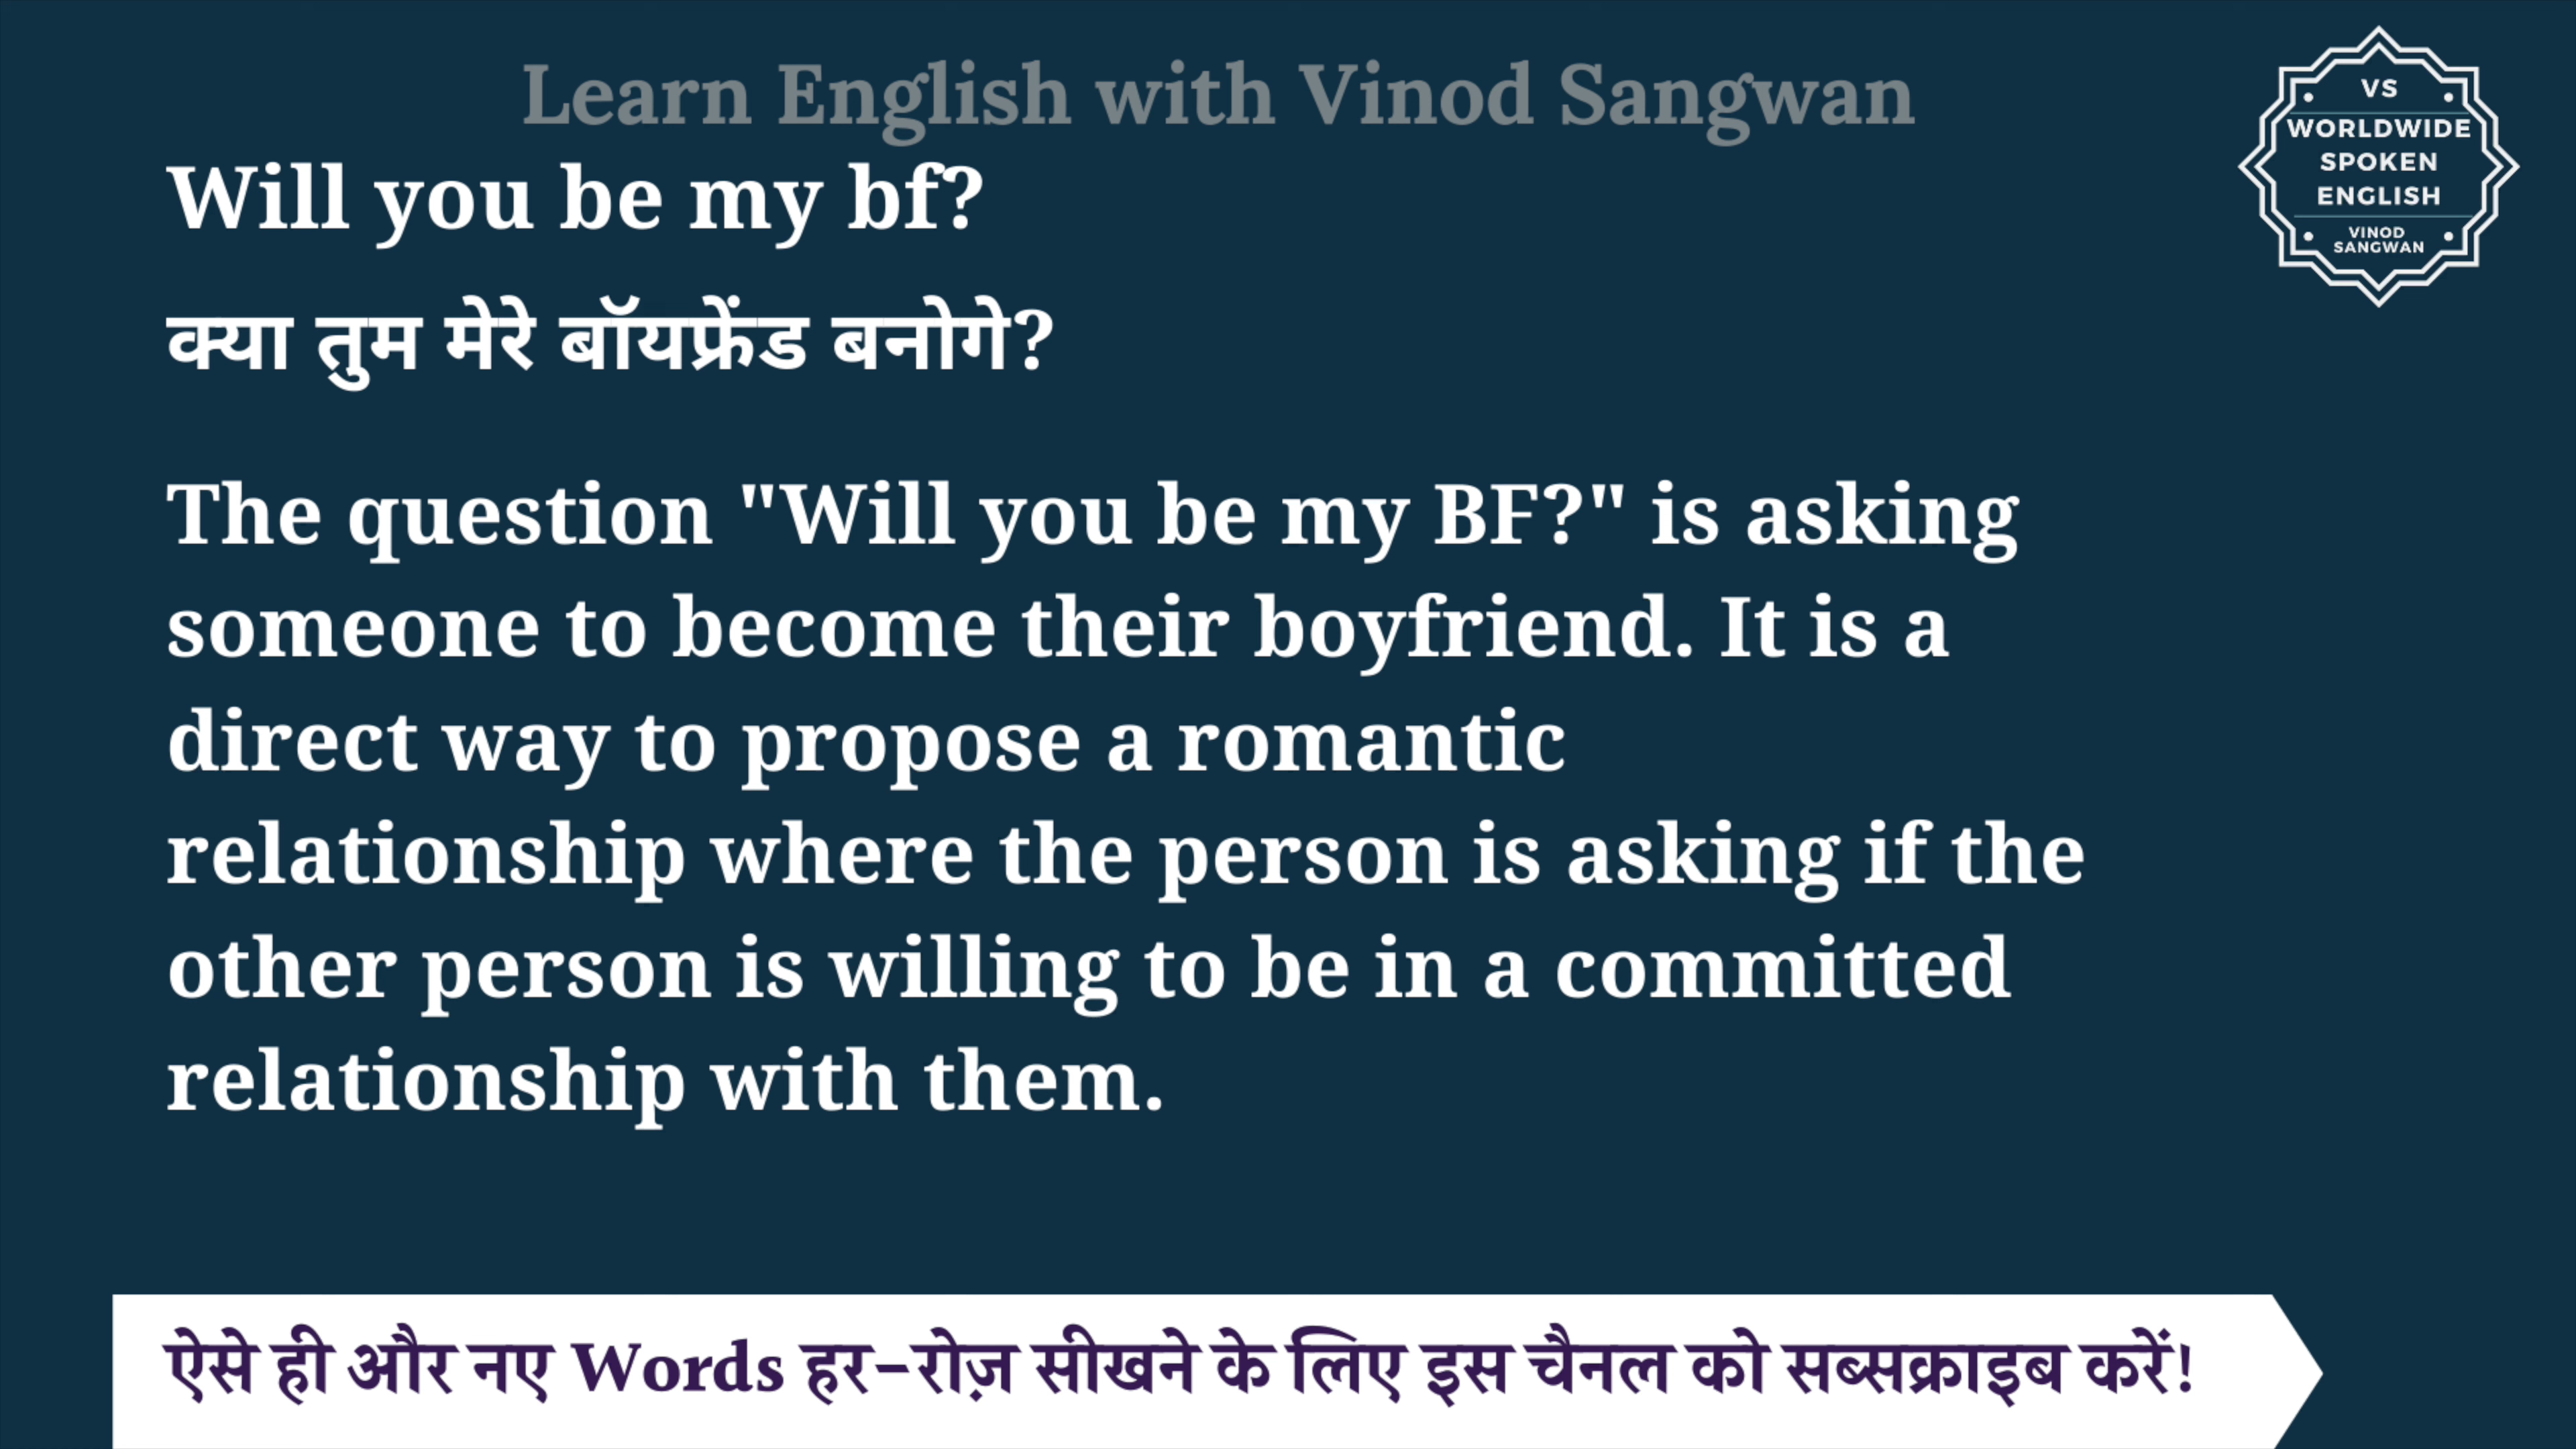 Learn English with Vinod Sangwan
VS
WORLDWIDE
SPOKEN
ENGLISH
VINOD
SANGWAN
Will you be my bf?
क्या तुम मेरे बॉयफ्रेंड बनोगे?
The question "Will you be my BF?" is asking
someone to become their boyfriend. It is a
direct way to propose a romantic
relationship where the person is asking if the
other person is willing to be in a committed
relationship with them.
ऐसे ही और नए Words हर-रोज़ सीखने के लिए इस चैनल को सब्सक्राइब करें!